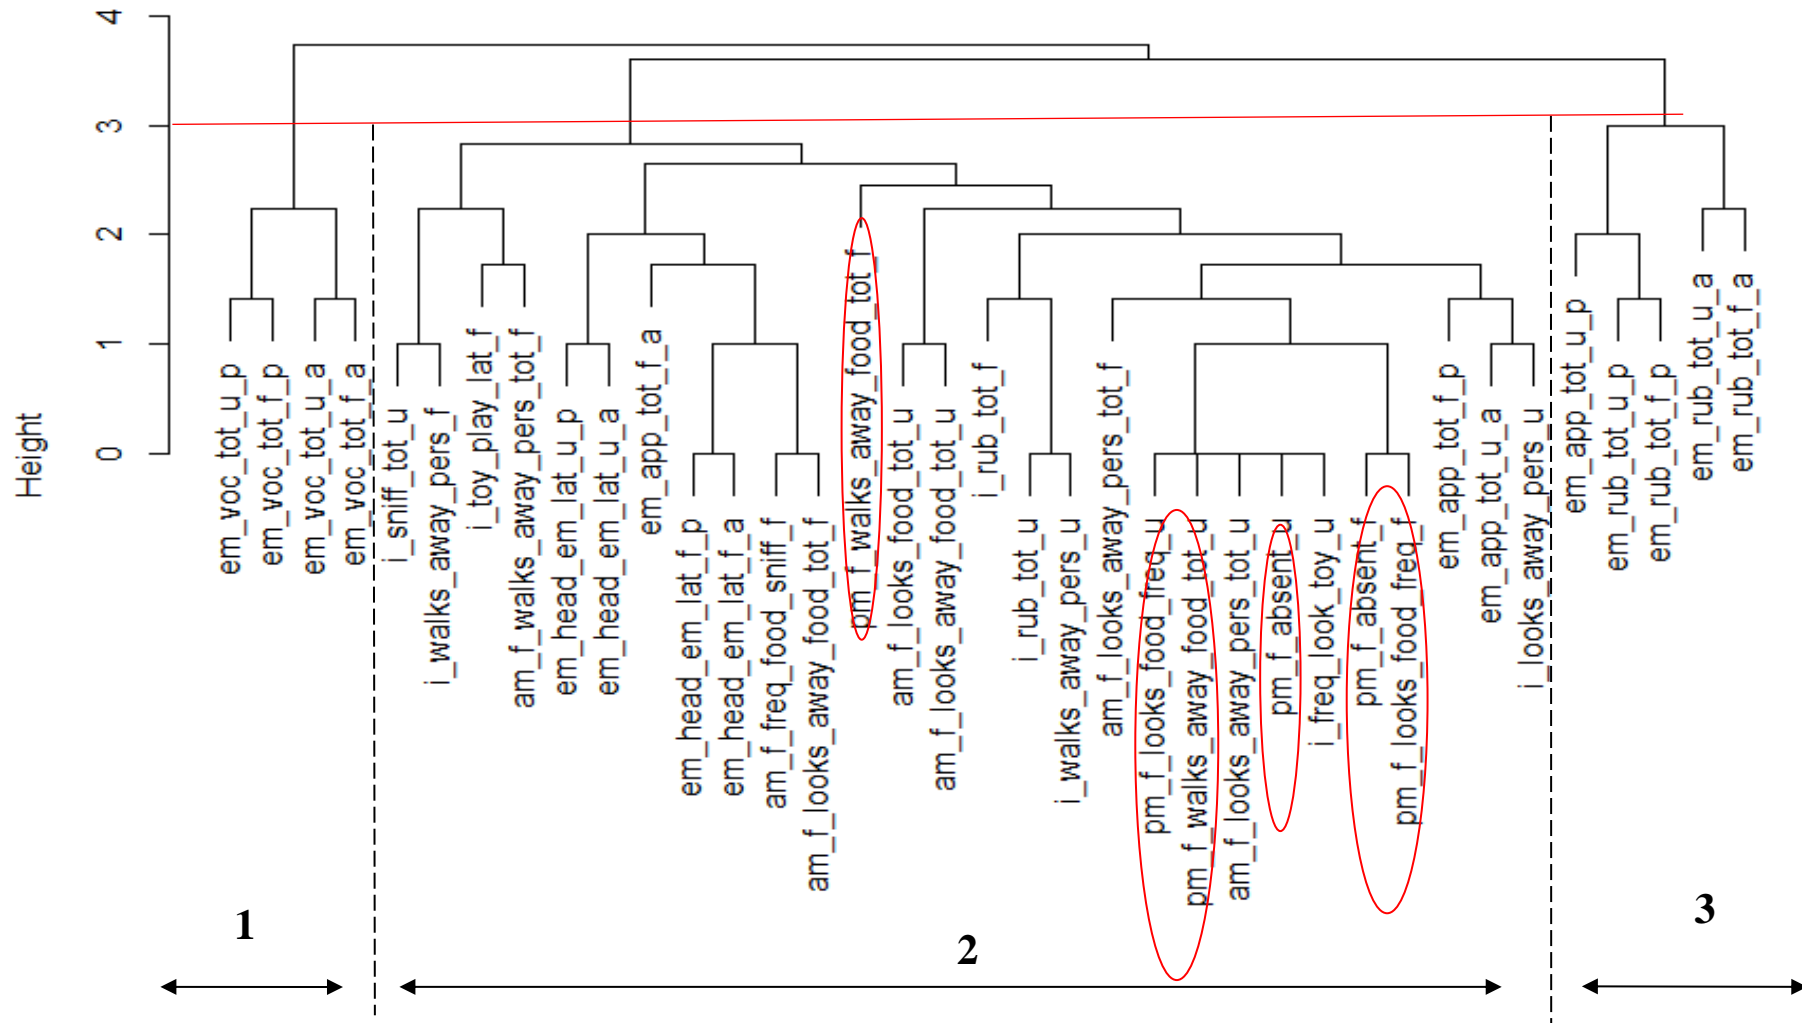 4
3
2
1
0
Height
em_voc_tot_u_p
em_voc_tot_f_p
em_voc_tot_u_a
em_voc_tot_f_a
i_sniff_tot_u
i_walks_away_pers_f
i_toy_play_lat_f
am_f_walks_away_pers_tot_f
em_head_em_lat_u_p
em_head_em_lat_u_a
em_app_tot_f_a
em_head_em_lat_f_p
em_head_em_lat_f_a
am_f_freq_food_sniff_f
am_f_looks_away_food_tot_f
pm_f_walks_away_food_tot_f
am_f_looks_food_tot_u
am_f_looks_away_food_tot_u
i_rub_tot_f
i_rub_tot_u
i_walks_away_pers_u
am_f_looks_away_pers_tot_f
pm_f_looks_food_freq_u
pm_f_walks_away_food_tot_u
am_f_looks_away_pers_tot_u
pm_f_absent_u
i_freq_look_toy_u
pm_f_absent_f
pm_f_looks_food_freq_f
em_app_tot_f_p
em_app_tot_u_a
i_looks_away_pers_u
em_app_tot_u_p
em_rub_tot_u_p
em_rub_tot_f_p
em_rub_tot_u_a
em_rub_tot_f_a
1
2
3